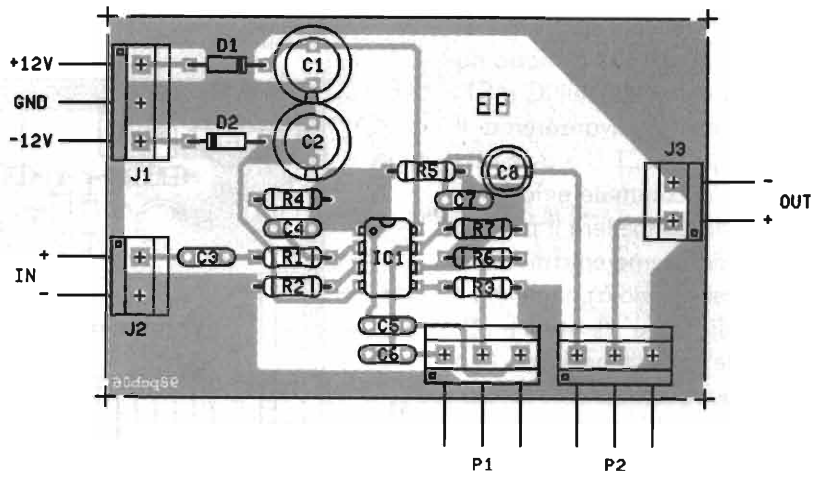 D1
+12V
C1
GND
EF
-12V
D2
C2
J1
J3
R5
C8
-
OUT
+
R4
C7
C4
R7
+
C3
R1
IC1
R6
IN
-
R2
R3
J2
C5
C6
98pcb06
P1
P2